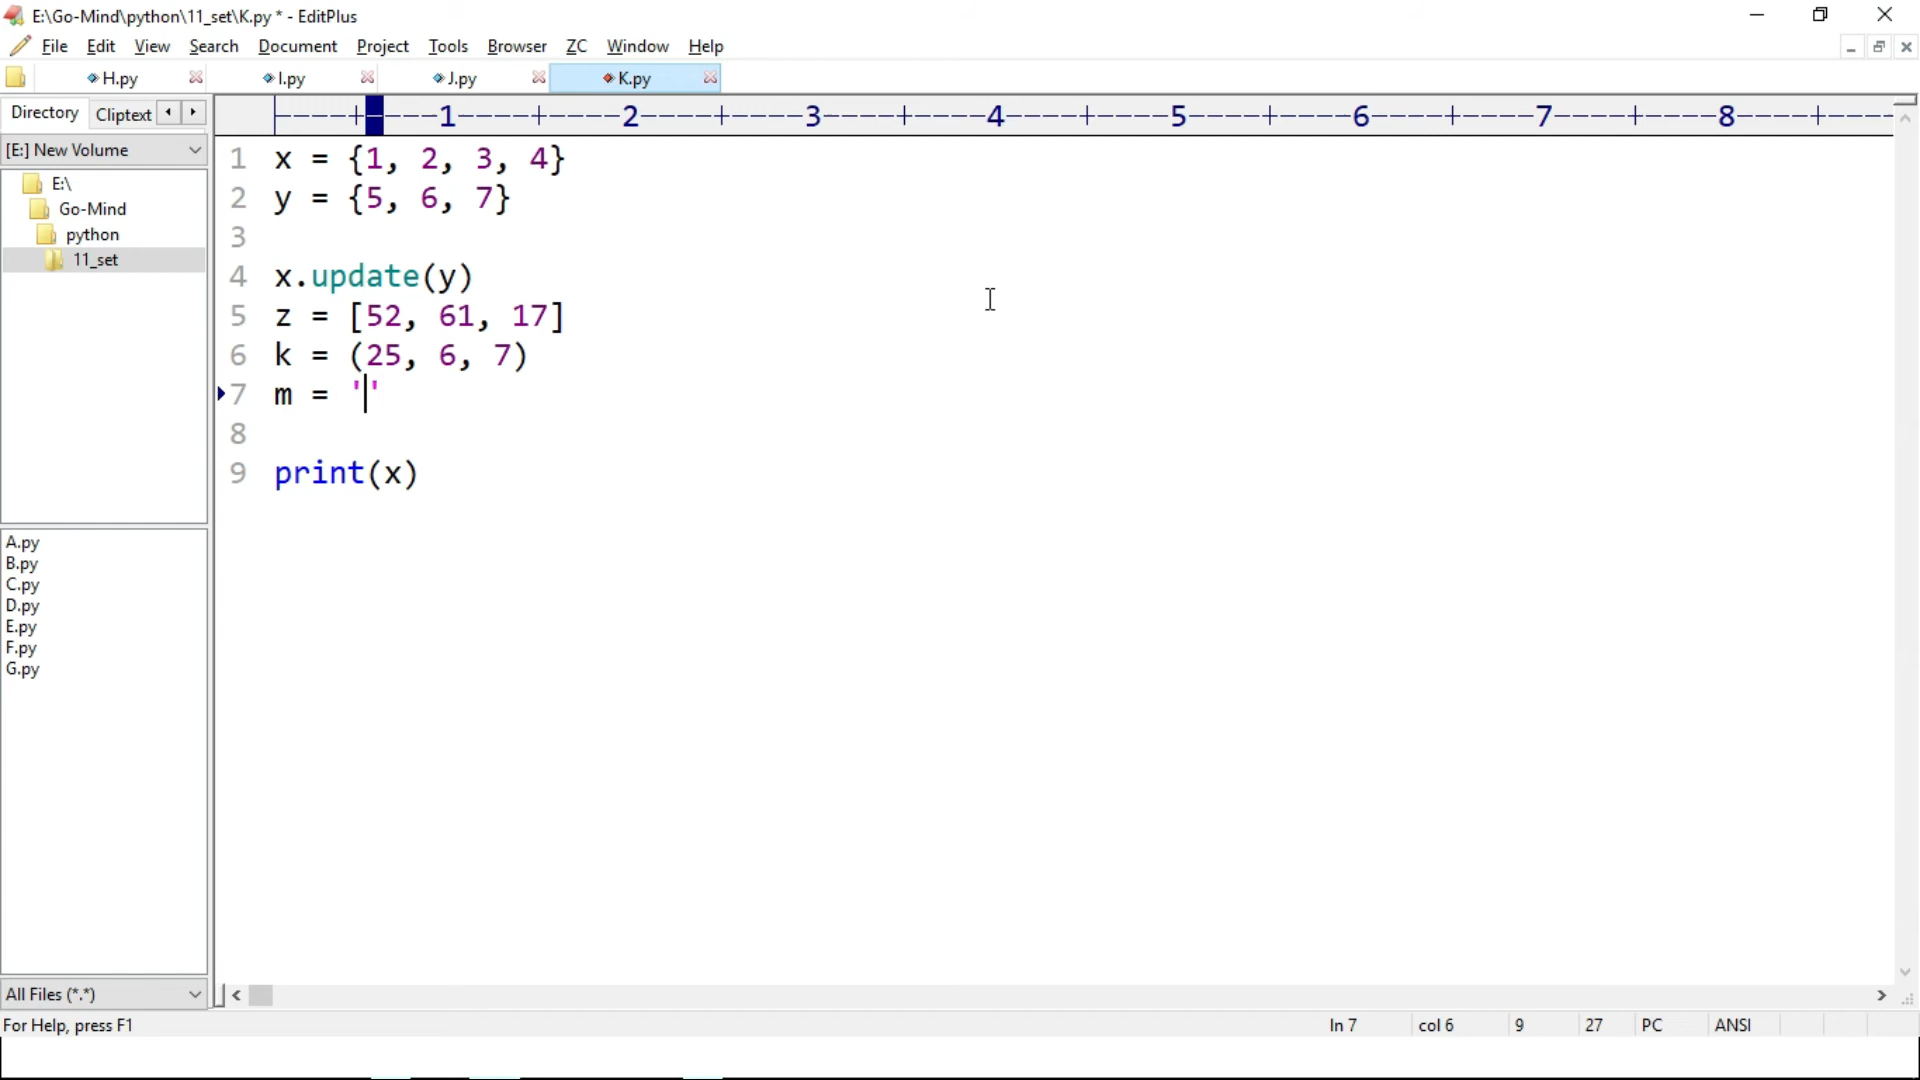 E:\Go-Mind\python\11_set\K.py * - EditPlus
File Edit View Search Document Project Tools Browser ZC Window Help
H.py I.py J.py K.py
Directory Cliptext
----+----1----+----2----+----3----+----4----+----5----+----6----+----7----+----8----+----
[E:] New Volume
E:\
Go-Mind
python
11_set
1 x = {1, 2, 3, 4}
2 y = {5, 6, 7}
3
4 x.update(y)
5 z = [52, 61, 17]
6 k = (25, 6, 7)
7 m = ''
8
9 print(x)
A.py
B.py
C.py
D.py
E.py
F.py
G.py
All Files (*.*)
For Help, press F1 ln 7 col 6 9 27 PC ANSI